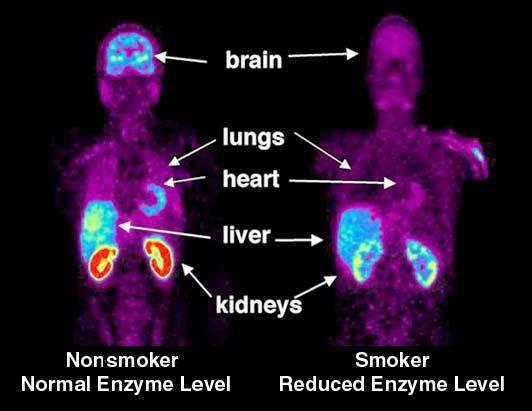 brain
lungs
heart
liver
kidneys
Nonsmoker
Normal Enzyme Level
Smoker
Reduced Enzyme Level